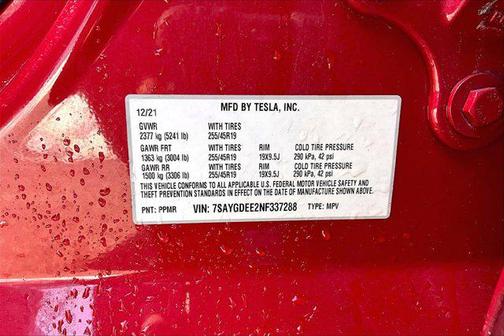 MFD BY TESLA, INC.
12/21
GVWR WITH TIRES
2377 kg (5241 lb) 255/45R19
GAWR FRT WITH TIRES RIM COLD TIRE PRESSURE
1363 kg (3004 lb) 255/45R19 19X9.5J 290 kPa, 42 psi
GAWR RR WITH TIRES RIM COLD TIRE PRESSURE
1500 kg (3306 lb) 255/45R19 19X9.5J 290 kPa, 42 psi
THIS VEHICLE CONFORMS TO ALL APPLICABLE U.S. FEDERAL MOTOR VEHICLE SAFETY AND
THEFT PREVENTION STANDARDS IN EFFECT ON THE DATE OF MANUFACTURE SHOWN ABOVE.
PNT: PPMR VIN: 7SAYGDEE2NF337288 TYPE: MPV